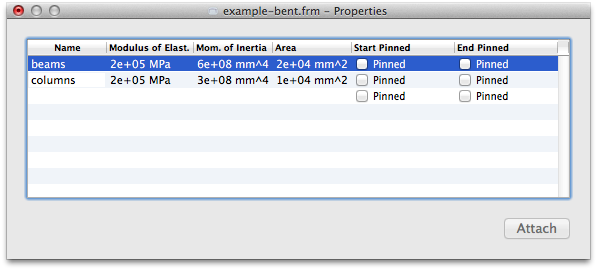 example-bent.frm – Properties
Name Modulus of Elast. Mom. of Inertia Area Start Pinned End Pinned
beams 2e+05 MPa 6e+08 mm^4 2e+04 mm^2 Pinned Pinned
columns 2e+05 MPa 3e+08 mm^4 1e+04 mm^2 Pinned Pinned
Pinned Pinned
Attach